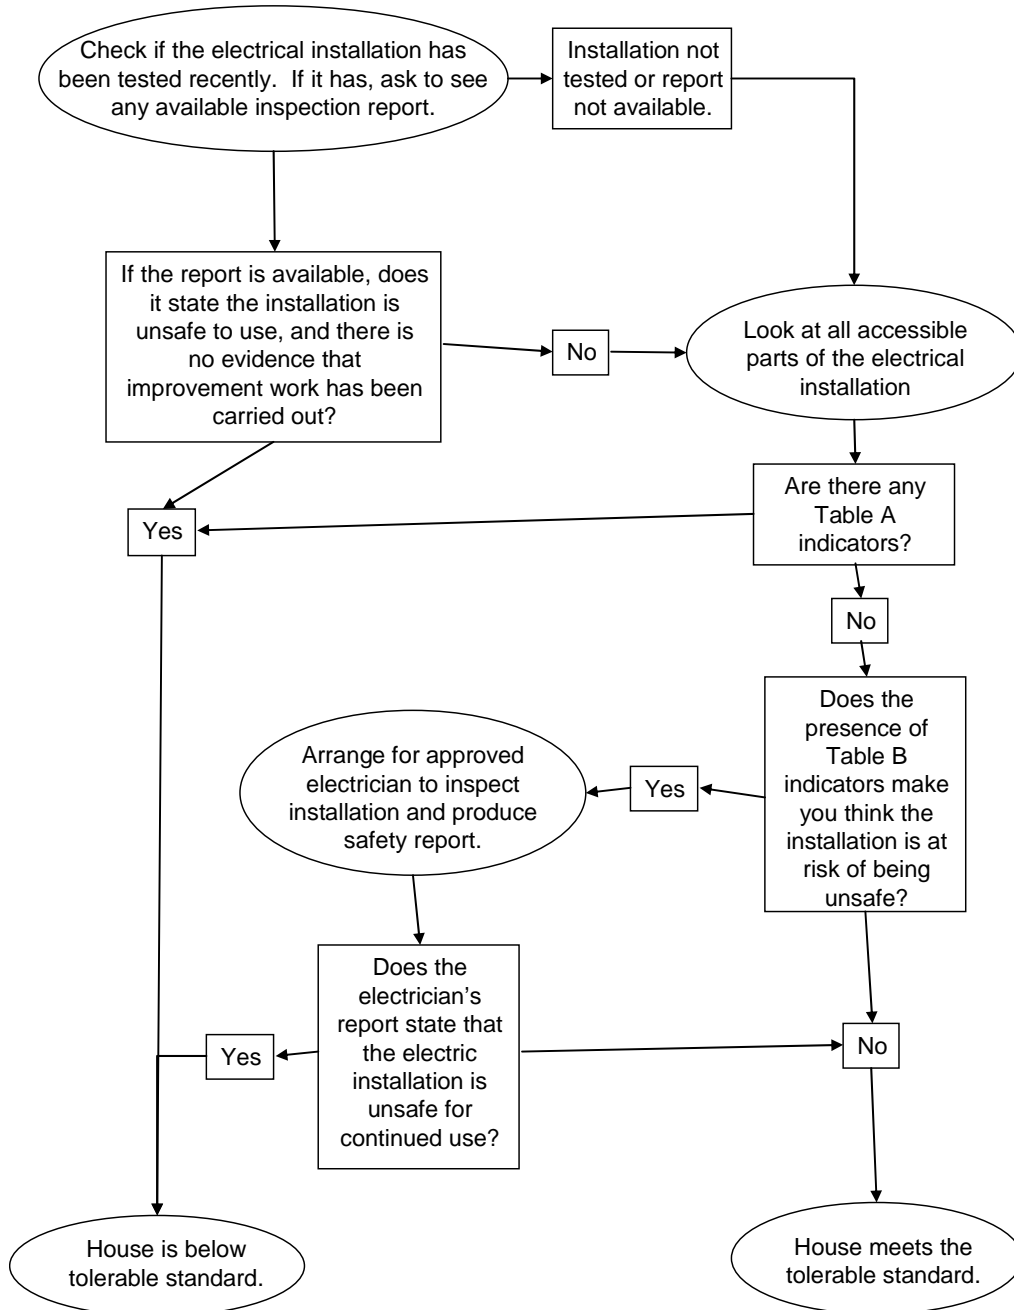 Check if the electrical installation has
been tested recently.  If it has, ask to see
any available inspection report.
Installation not
tested or report
not available.
If the report is available, does
it state the installation is
unsafe to use, and there is
no evidence that
improvement work has been
carried out?
No
Look at all accessible
parts of the electrical
installation
Yes
Are there any
Table A
indicators?
No
Does the
presence of
Table B
indicators make
you think the
installation is at
risk of being
unsafe?
Yes
Arrange for approved
electrician to inspect
installation and produce
safety report.
Does the
electrician’s
report state that
the electric
installation is
unsafe for
continued use?
Yes
No
House is below
tolerable standard.
House meets the
tolerable standard.